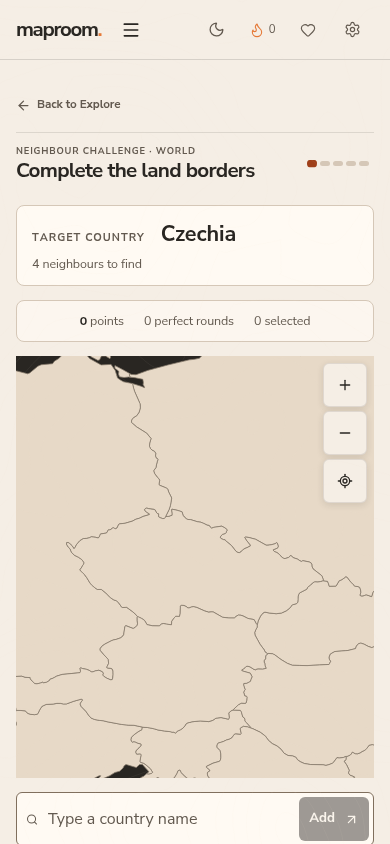 maproom.
0
Back to Explore
NEIGHBOUR CHALLENGE · WORLD
Complete the land borders
TARGET COUNTRY Czechia
4 neighbours to find
0 points 0 perfect rounds 0 selected
Type a country name
Add